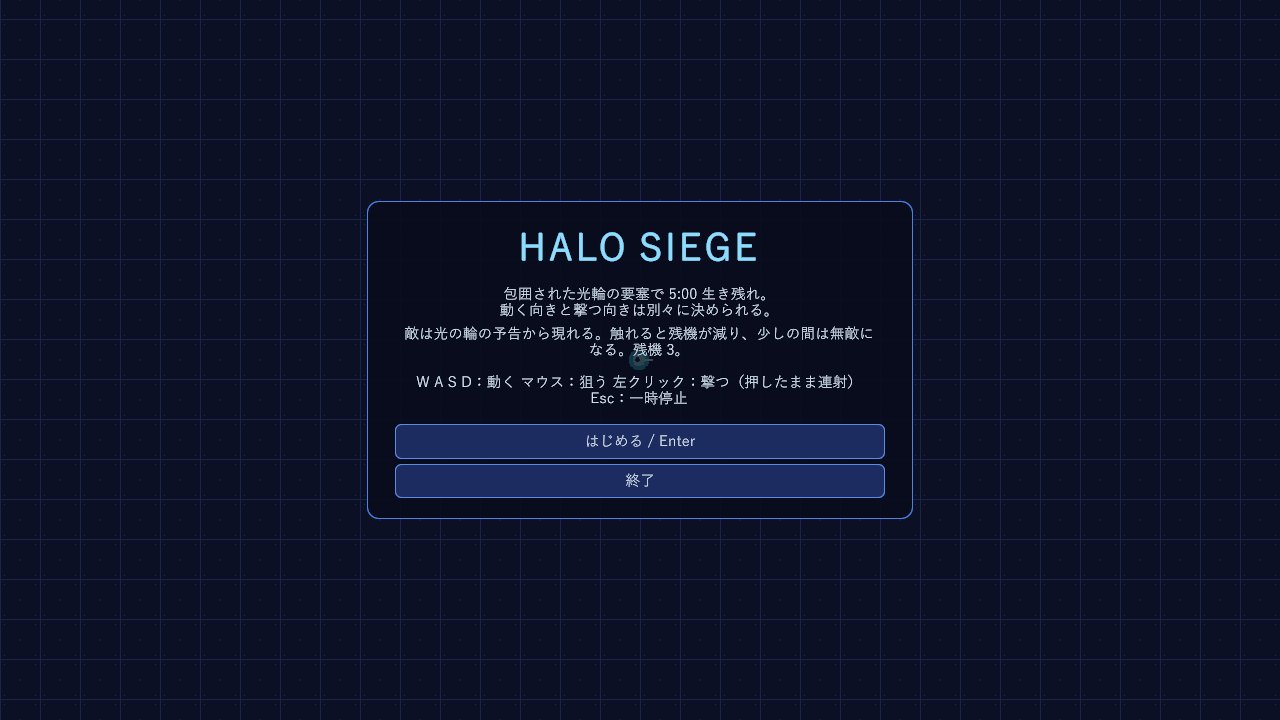 HALO SIEGE
包囲された光輪の要塞で 5:00 生き残れ。
動く向きと撃つ向きは別々に決められる。
敵は光の輪の予告から現れる。触れると残機が減り、少しの間は無敵に
なる。残機 3。
W A S D：動く マウス：狙う 左クリック：撃つ（押したまま連射）
Esc：一時停止
はじめる / Enter
終了